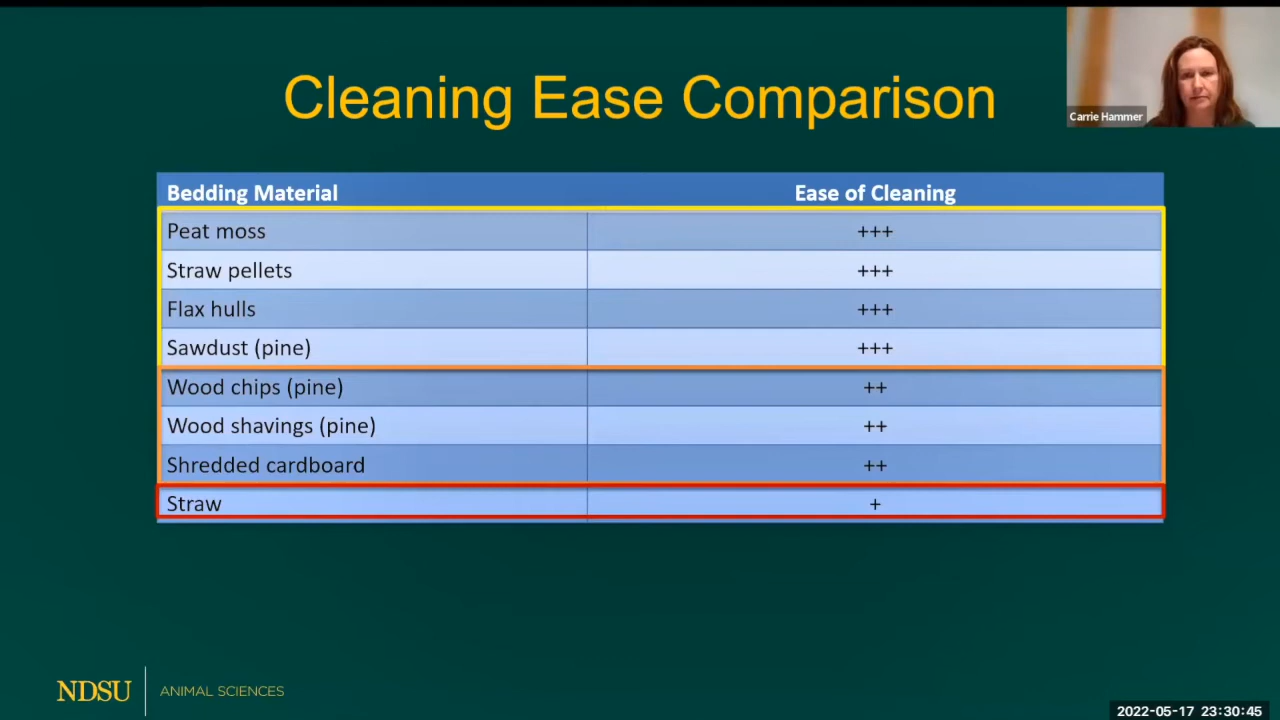 Cleaning Ease Comparison
Carrie Hammer
Bedding Material Ease of Cleaning
Peat moss +++
Straw pellets +++
Flax hulls +++
Sawdust (pine) +++
Wood chips (pine) ++
Wood shavings (pine) ++
Shredded cardboard ++
Straw +
NDSU ANIMAL SCIENCES
2022-05-17 23:30:45